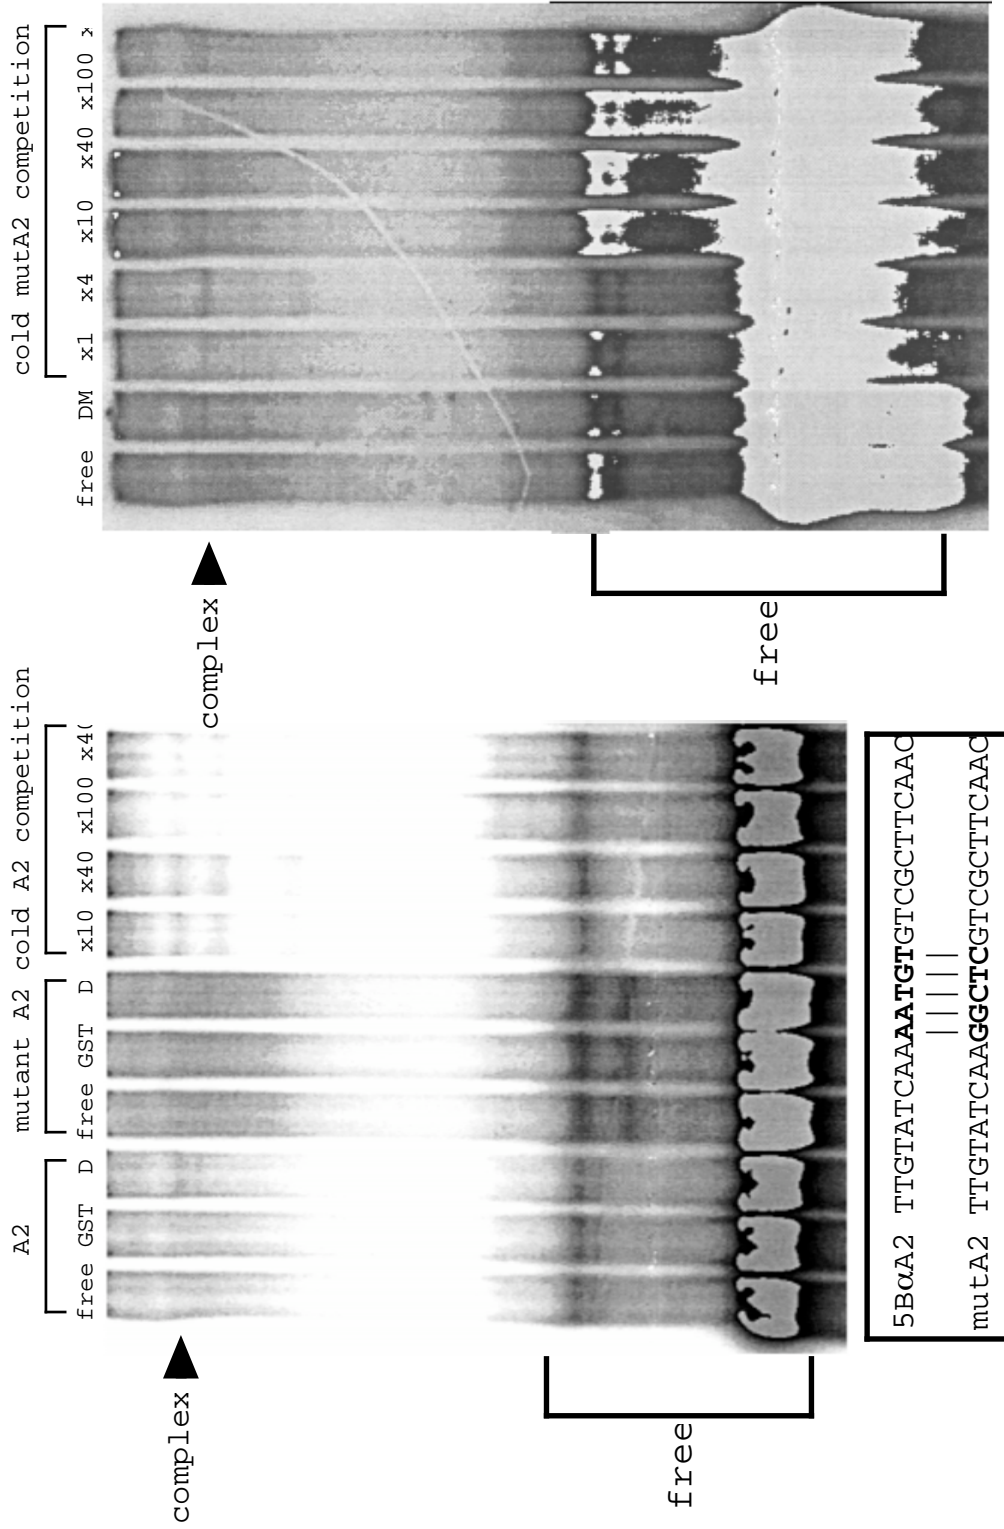 A2
mutant A2
cold A2 competition
free GST D
free GST D
x10 x40 x100 x4(
complex
free
5BαA2 TTGTATCAAAATGTGTCGCTTCAAC
| | | | |
mutA2 TTGTATCAAGGCTCGTCGCTTCAAC
cold mutA2 competition
free DM x1 x4 x10 x40 x100 x
complex
free